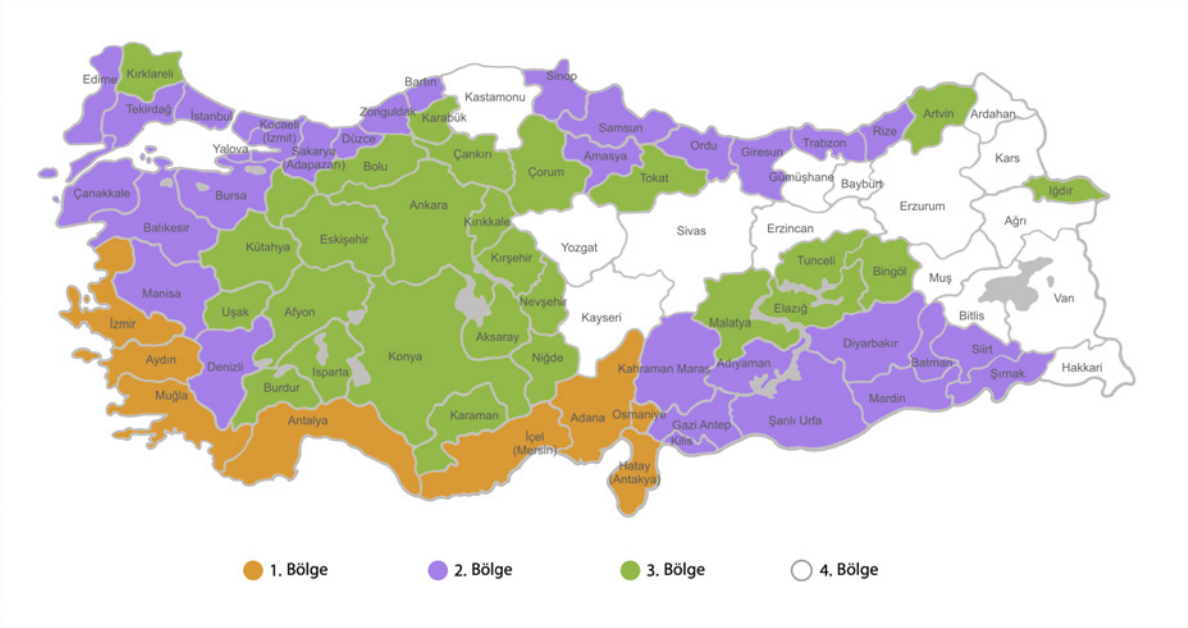 Edirne
Kırklareli
Tekirdağ
İstanbul
Kocaeli
(İzmit)
Yalova
Sakarya
(Adapazarı)
Düzce
Zonguldak
Bartın
Karabük
Kastamonu
Sinop
Samsun
Amasya
Ordu
Giresun
Trabzon
Rize
Artvin
Ardahan
Kars
Iğdır
Çanakkale
Balıkesir
Bursa
Bolu
Çankırı
Çorum
Tokat
Gümüşhane
Bayburt
Erzurum
Ağrı
Kütahya
Eskişehir
Ankara
Kırıkkale
Kırşehir
Yozgat
Sivas
Erzincan
Tunceli
Bingöl
Muş
Van
Bitlis
Manisa
Uşak
Afyon
Nevşehir
Kayseri
Malatya
Elazığ
İzmir
Aydın
Denizli
Muğla
Burdur
Isparta
Konya
Aksaray
Niğde
Kahraman Maraş
Adıyaman
Diyarbakır
Batman
Siirt
Şırnak
Hakkari
Mardin
Antalya
Karaman
İçel
(Mersin)
Adana
Osmaniye
Gazi Antep
Kilis
Şanlı Urfa
Hatay
(Antakya)
1. Bölge
2. Bölge
3. Bölge
4. Bölge